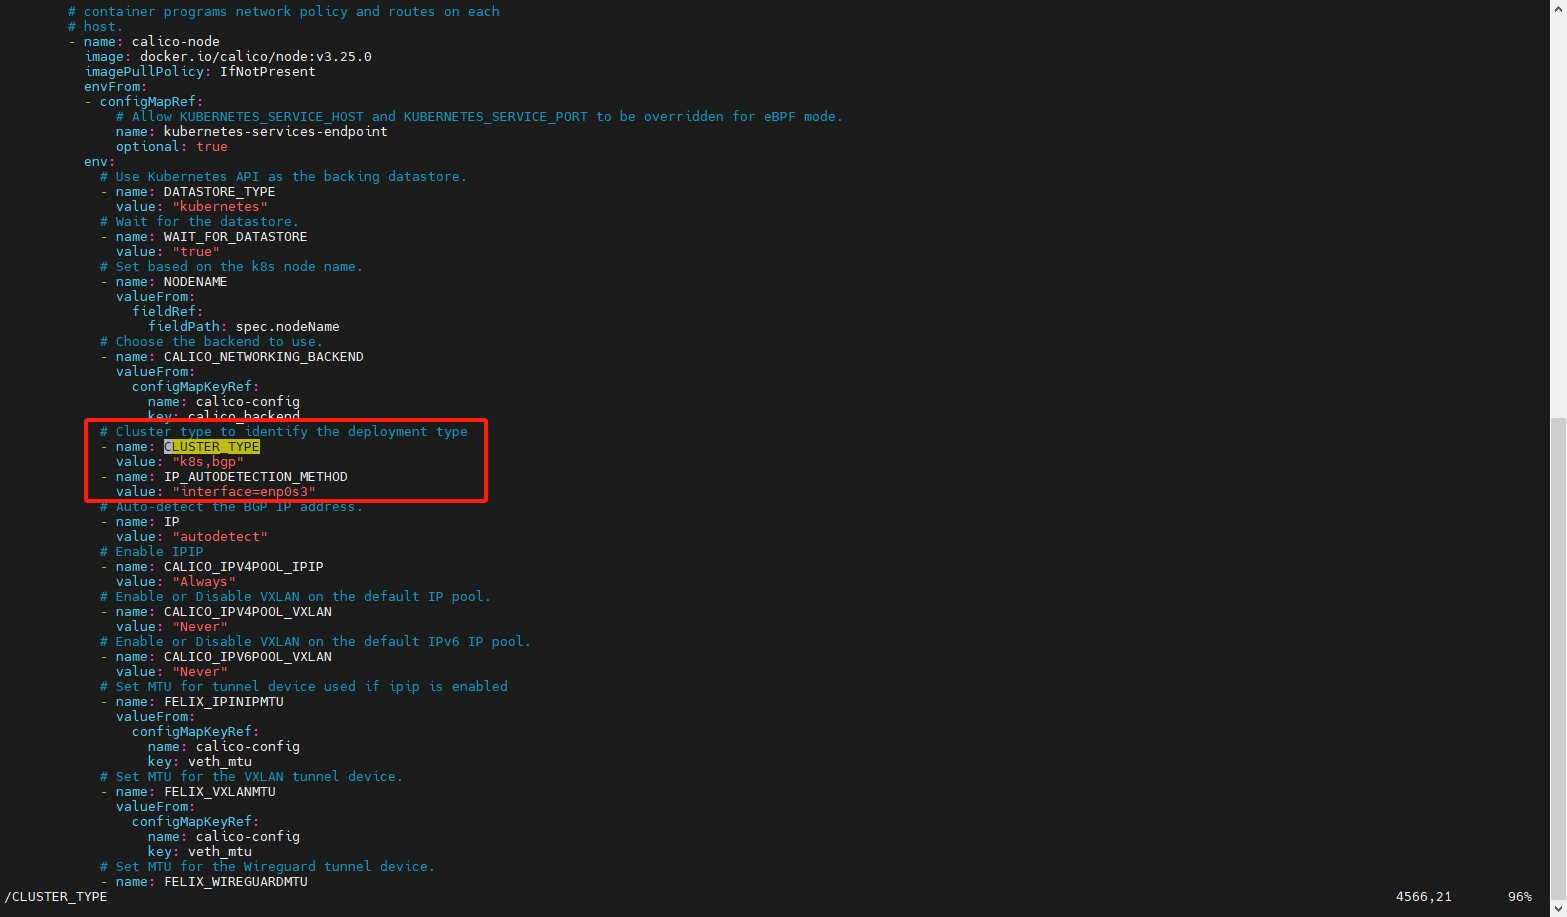 # container programs network policy and routes on each
# host.
- name: calico-node
image: docker.io/calico/node:v3.25.0
imagePullPolicy: IfNotPresent
envFrom:
- configMapRef:
# Allow KUBERNETES_SERVICE_HOST and KUBERNETES_SERVICE_PORT to be overridden for eBPF mode.
name: kubernetes-services-endpoint
optional: true
env:
# Use Kubernetes API as the backing datastore.
- name: DATASTORE_TYPE
value: "kubernetes"
# Wait for the datastore.
- name: WAIT_FOR_DATASTORE
value: "true"
# Set based on the k8s node name.
- name: NODENAME
valueFrom:
fieldRef:
fieldPath: spec.nodeName
# Choose the backend to use.
- name: CALICO_NETWORKING_BACKEND
valueFrom:
configMapKeyRef:
name: calico-config
key: calico_backend
# Cluster type to identify the deployment type
- name: CLUSTER_TYPE
value: "k8s,bgp"
- name: IP_AUTODETECTION_METHOD
value: "interface=enp0s3"
# Auto-detect the BGP IP address.
- name: IP
value: "autodetect"
# Enable IPIP
- name: CALICO_IPV4POOL_IPIP
value: "Always"
# Enable or Disable VXLAN on the default IP pool.
- name: CALICO_IPV4POOL_VXLAN
value: "Never"
# Enable or Disable VXLAN on the default IPv6 IP pool.
- name: CALICO_IPV6POOL_VXLAN
value: "Never"
# Set MTU for tunnel device used if ipip is enabled
- name: FELIX_IPINIPMTU
valueFrom:
configMapKeyRef:
name: calico-config
key: veth_mtu
# Set MTU for the VXLAN tunnel device.
- name: FELIX_VXLANMTU
valueFrom:
configMapKeyRef:
name: calico-config
key: veth_mtu
# Set MTU for the Wireguard tunnel device.
- name: FELIX_WIREGUARDMTU
/CLUSTER_TYPE 4566,21 96%